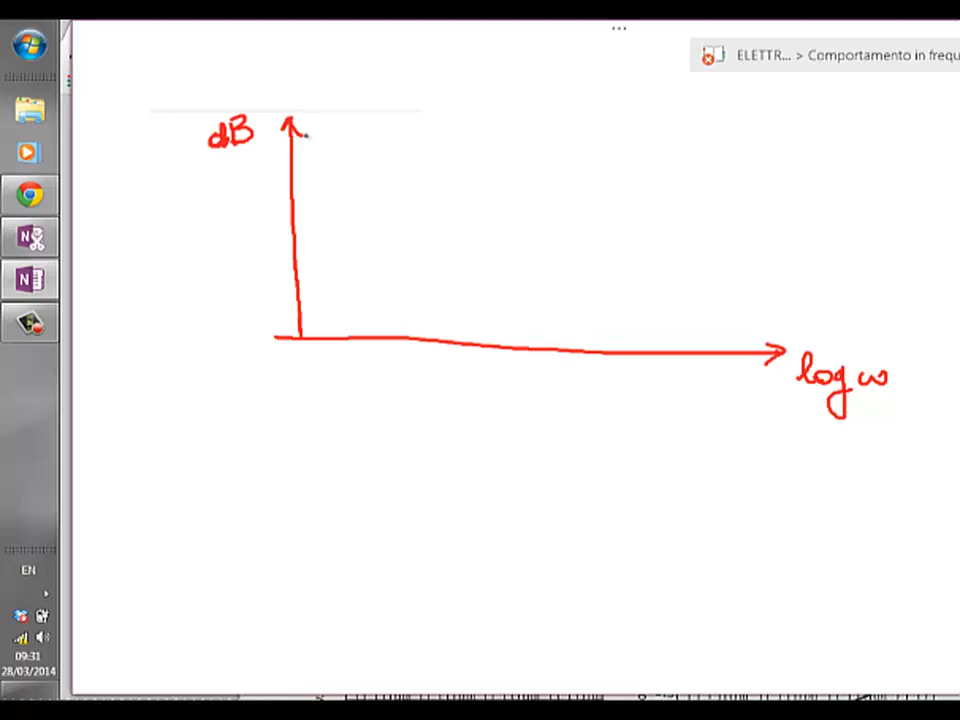 ELETTR... > Comportamento in frequ
dB
log ω
EN
09:31
28/03/2014